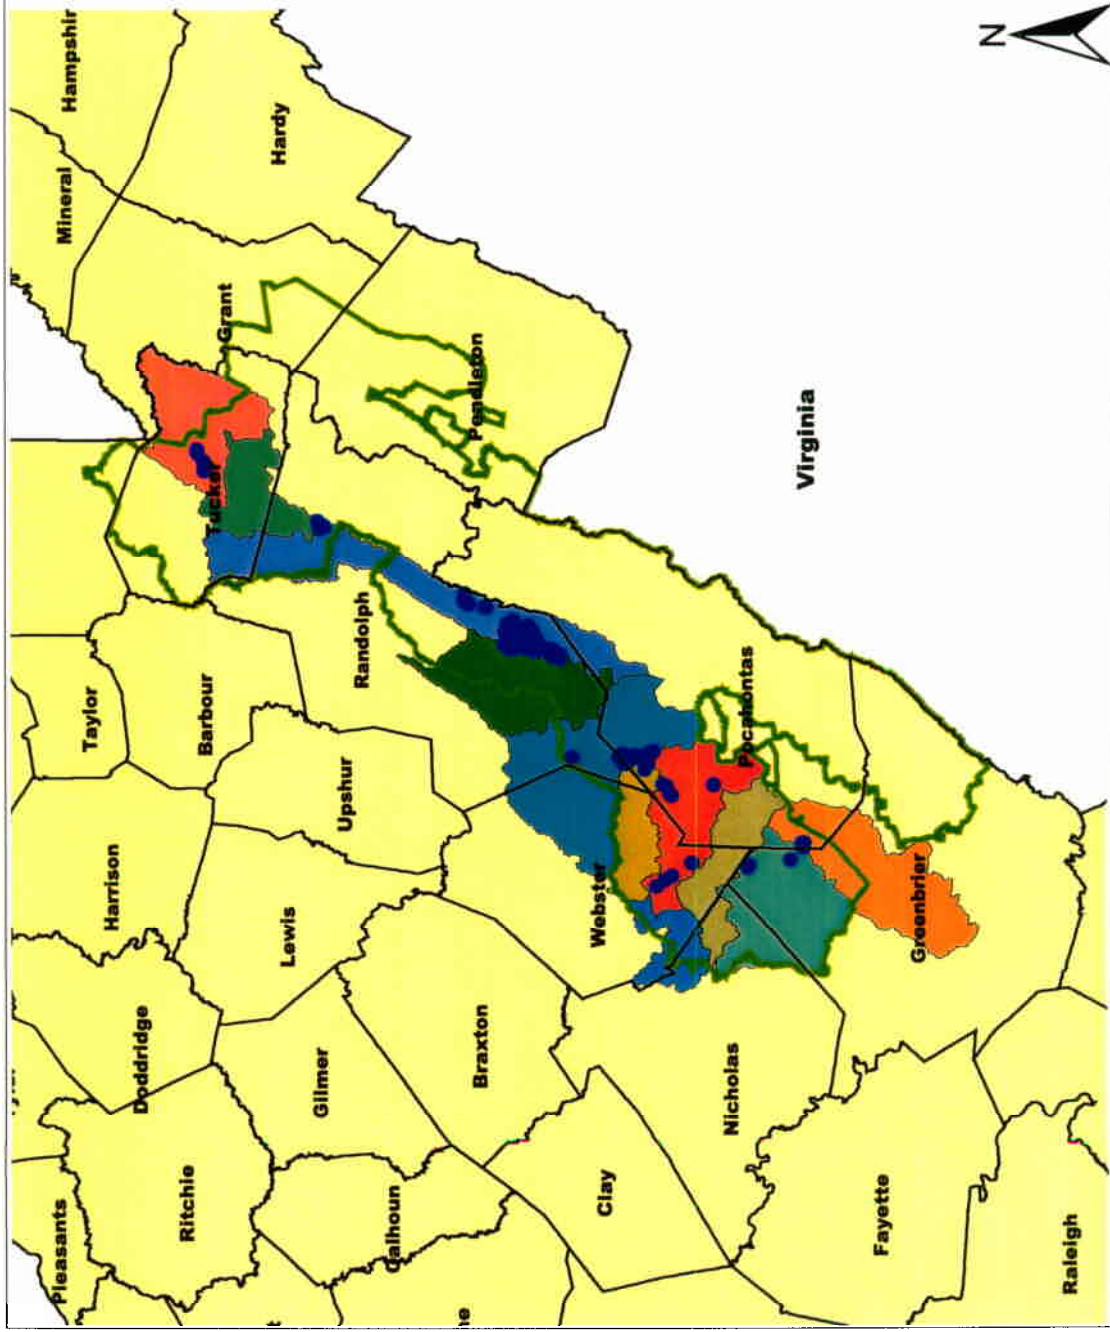 Hampshir
Hardy
Mineral
Grant
Pendleton
Virginia
Tucker
Randolph
Taylor
Barbour
Upshur
Pocahontas
Harrison
Lewis
Webster
Greenbrier
Doddridge
Gilmer
Braxton
Nicholas
Ritchie
Calhoun
Clay
Fayette
Pleasants
Raleigh
N